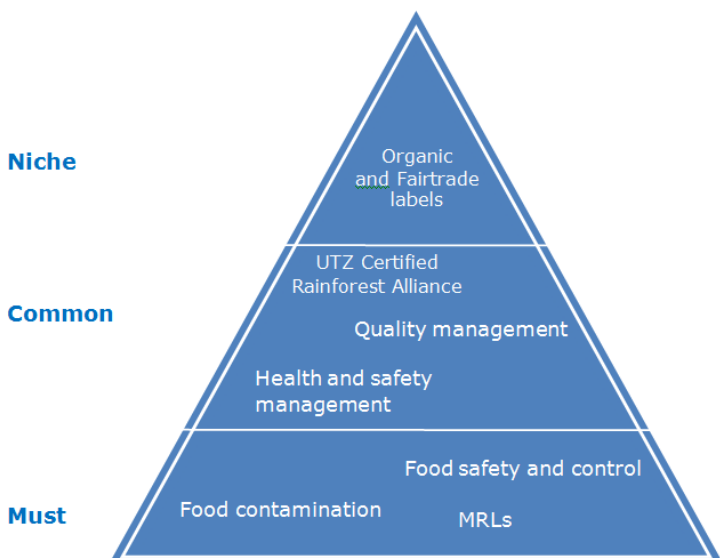 Niche
Organic
and Fairtrade
labels
UTZ Certified
Rainforest Alliance
Common
Quality management
Health and safety
management
Food safety and control
Food contamination
MRLs
Must